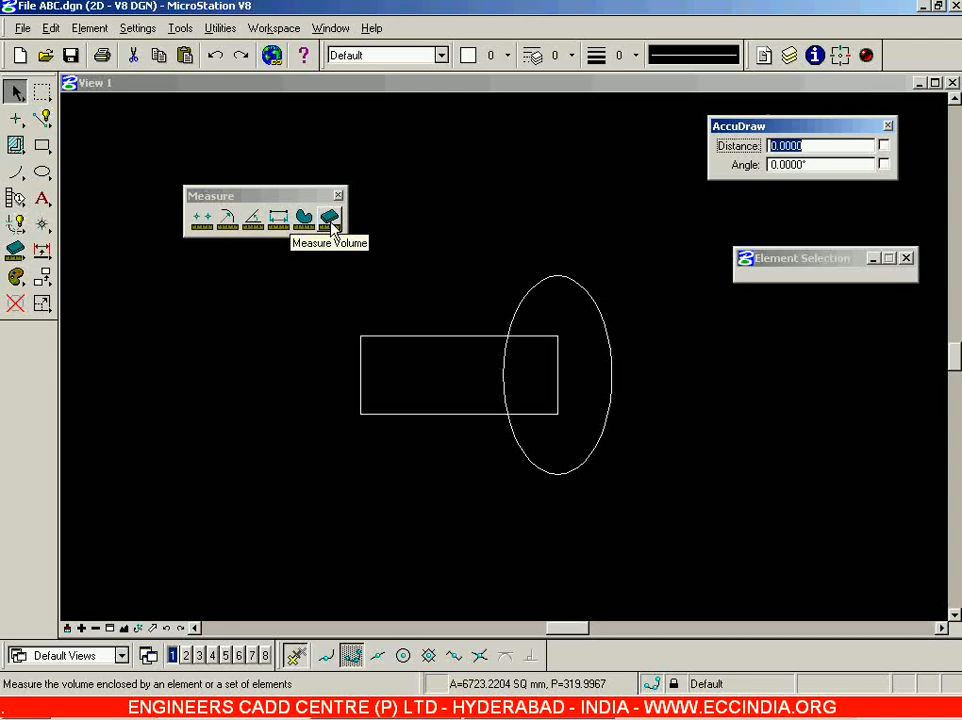 File ABC.dgn (2D - V8 DGN) - MicroStation V8
File Edit Element Settings Tools Utilities Workspace Window Help
Default 0 0 0
View 1
AccuDraw
Distance: 0.0000
Angle: 0.0000°
Measure
Measure Volume
Element Selection
Default Views 1 2 3 4 5 6 7 8
Measure the volume enclosed by an element or a set of elements A=6723.2204 SQ mm, P=319.9967 Default
. ENGINEERS CADD CENTRE (P) LTD - HYDERABAD - INDIA - WWW.ECCINDIA.ORG